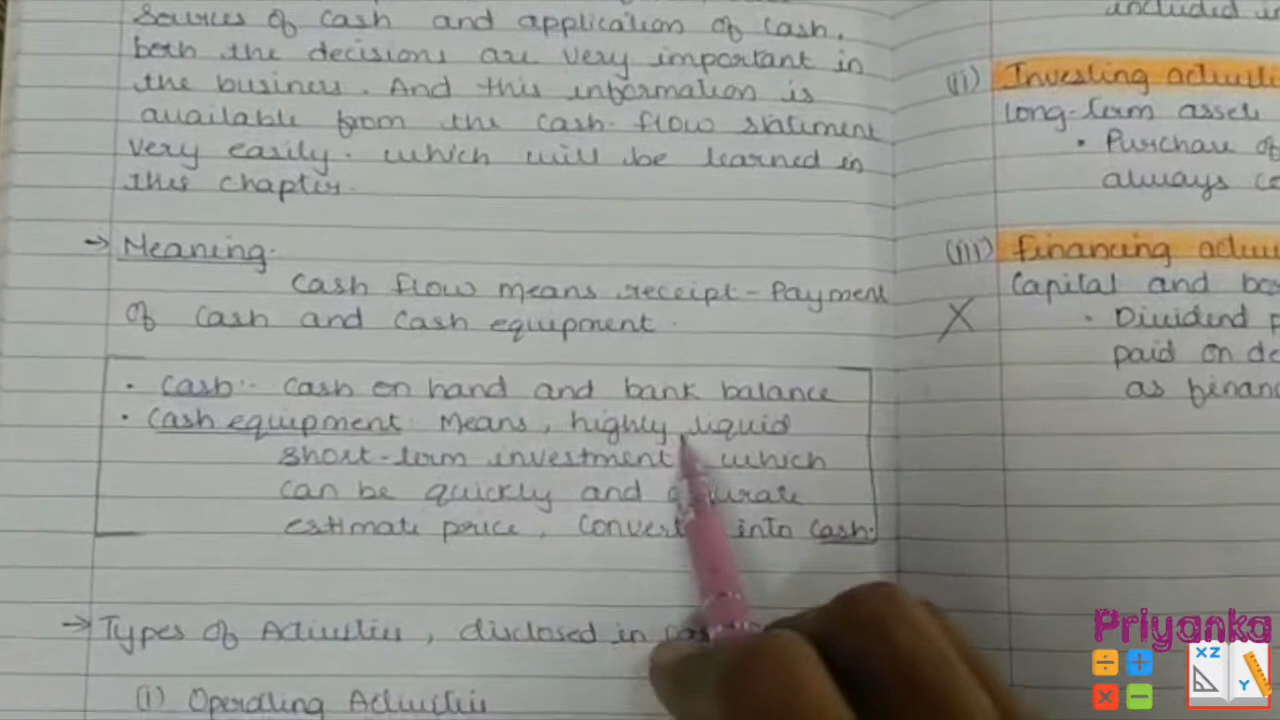 Sources of cash and application of cash.
both the decisions are very important in
the business. And this information is
available from the cash-flow statement
very easily. which will be learned in
this chapter.
→ Meaning.
Cash flow means receipt - Payment
of cash and cash equipment.
• Cash:- Cash on hand and bank balance
• Cash equipment Means, highly liquid
short-term investment which
can be quickly and
estimate price, convert into cash.
→ Types of Activities, disclosed in
(i) Operating Activities
included
(ii) Investing
long-term asset
• Purchase of
always
(iii) financing
Capital and
X
• Dividend
paid on
as
Priyanka
XZ
Y